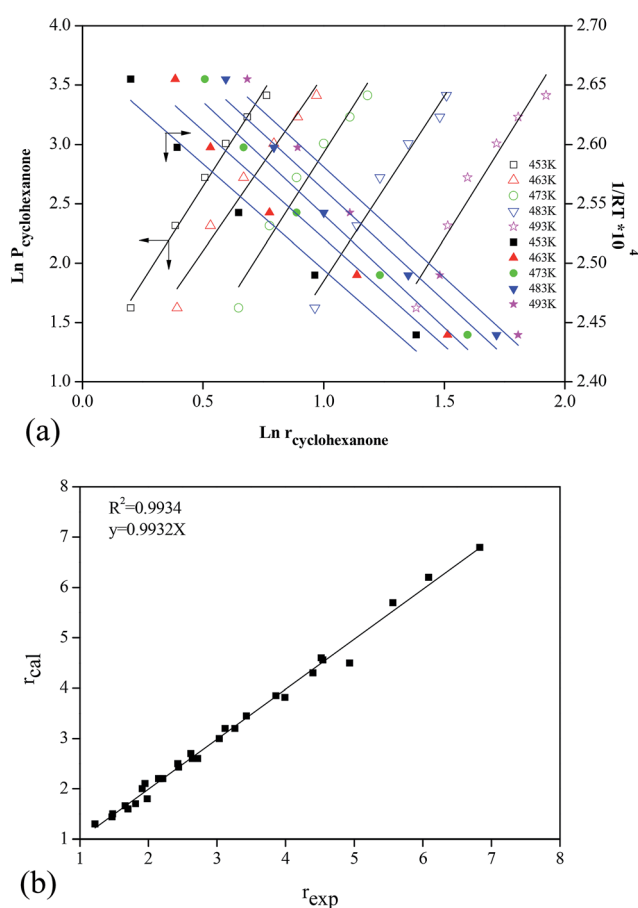 4.0
3.5
3.0
2.5
2.0
1.5
1.0
Ln P cyclohexanone
2.70
2.65
2.60
2.55
2.50
2.45
2.40
1/RT*10 4
453K
463K
473K
483K
493K
453K
463K
473K
483K
493K
0.0 0.5 1.0 1.5 2.0
Ln r cyclohexanone
(a)
R2=0.9934
y=0.9932X
8
7
6
5
4
3
2
1
r cal
1 2 3 4 5 6 7 8
r exp
(b)